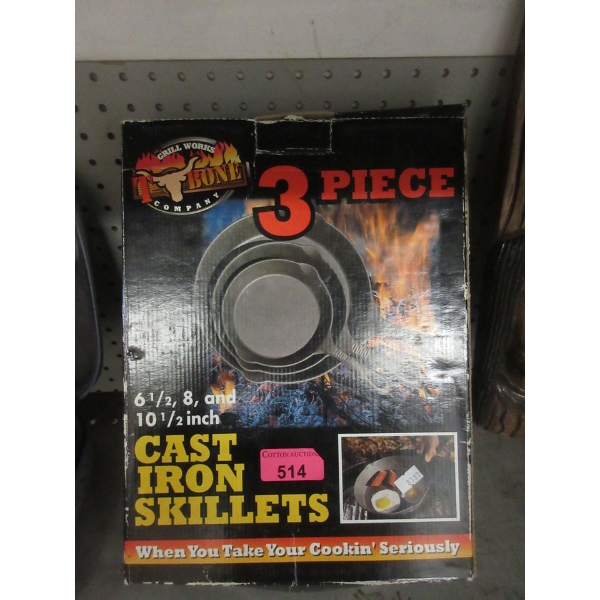 GRILL WORKS
T BONE
COMPANY
3 PIECE
6 1/2, 8, and
10 1/2 inch
CAST
IRON
SKILLETS
COTTON AUCTION
514
When You Take Your Cookin' Seriously